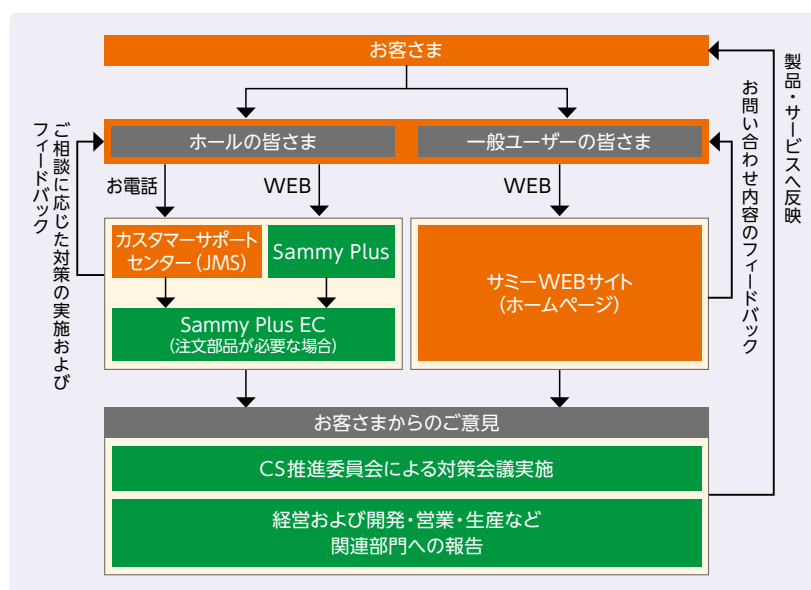 お客さま
ホールの皆さま
一般ユーザーの皆さま
お電話
WEB
WEB
カスタマーサポート
センター（JMS）
Sammy Plus
Sammy Plus EC
（注文部品が必要な場合）
サミーWEBサイト
（ホームページ）
ご相談に応じた対策の実施および
フィードバック
お問い合わせ内容のフィードバック
製品・サービスへ反映
お客さまからのご意見
CS推進委員会による対策会議実施
経営および開発・営業・生産など
関連部門への報告